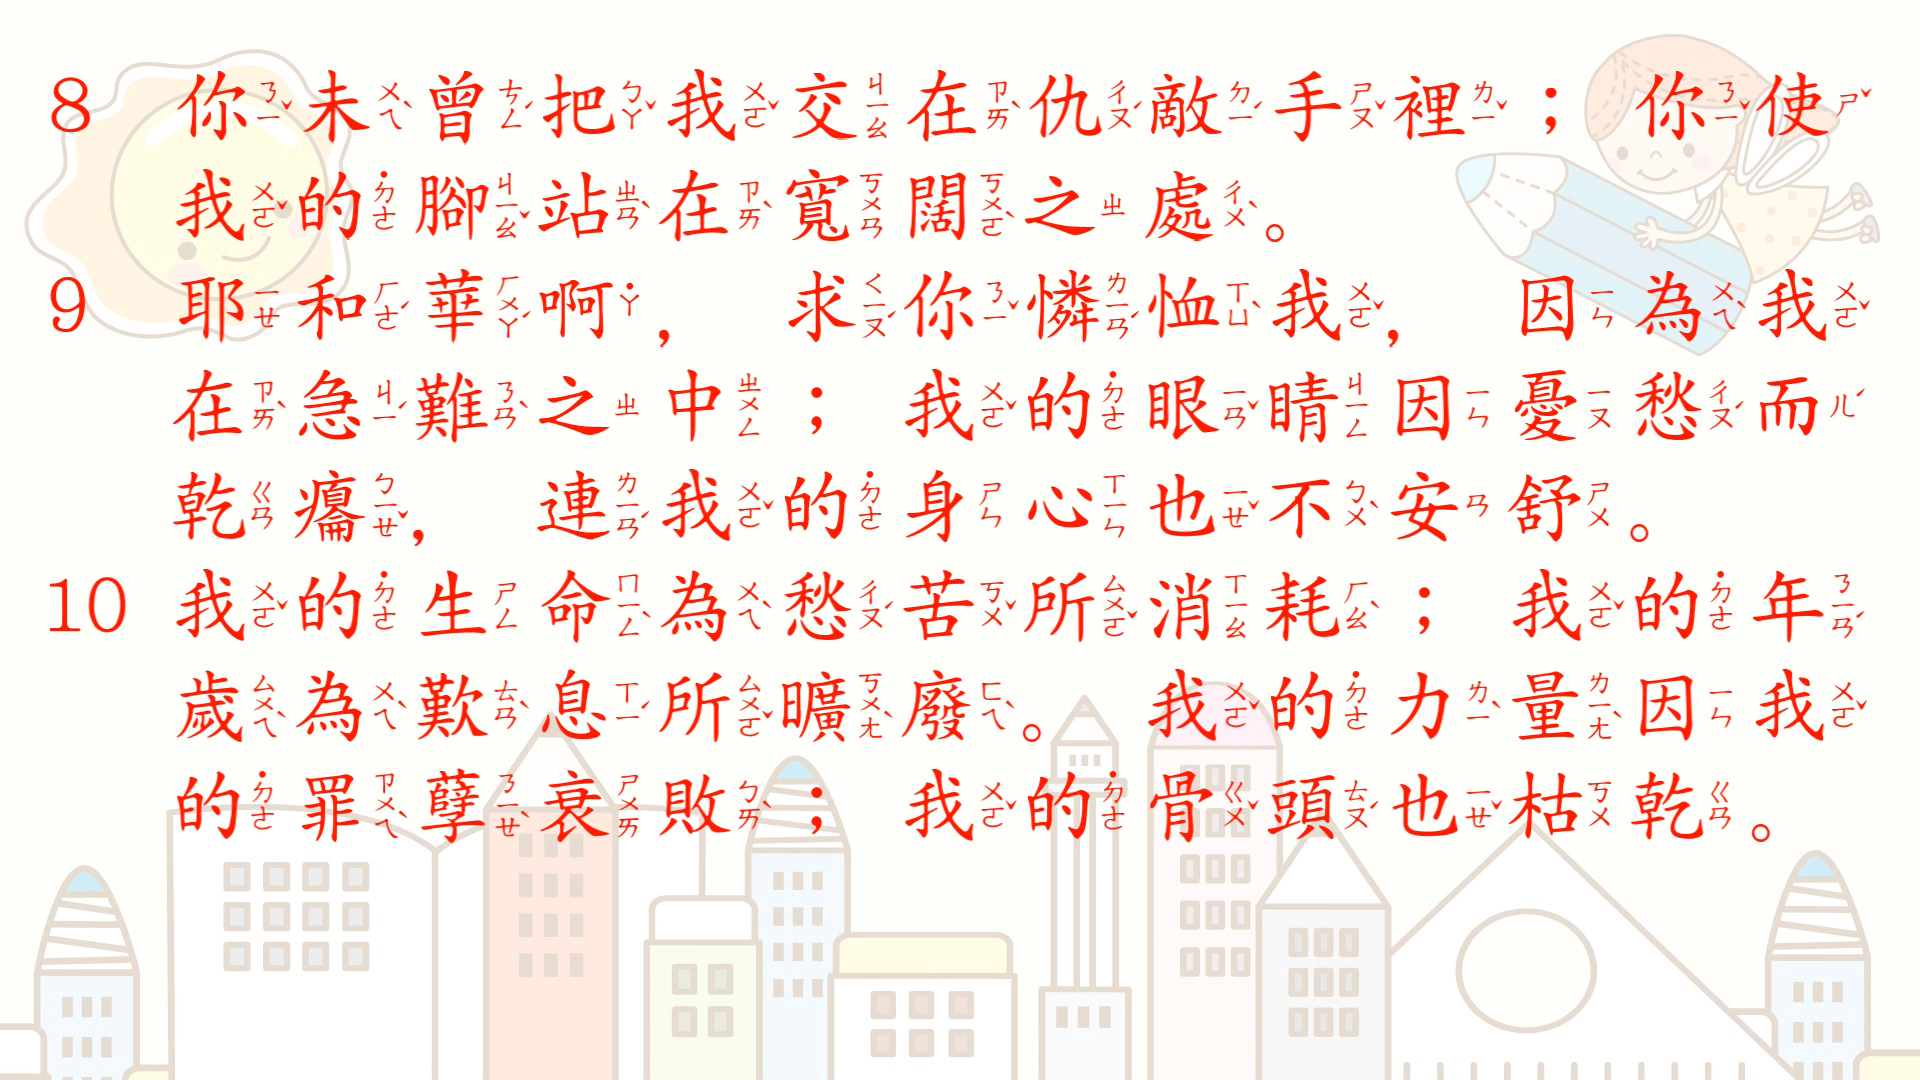 8 你未曾把我交在仇敵手裡； 你使
我的腳站在寬闊之處。
9 耶和華啊， 求你憐恤我， 因為我
在急難之中； 我的眼睛因憂愁而
乾癟， 連我的身心也不安舒。
10 我的生命為愁苦所消耗； 我的年
歲為歎息所曠廢。 我的力量因我
的罪孽衰敗； 我的骨頭也枯乾。